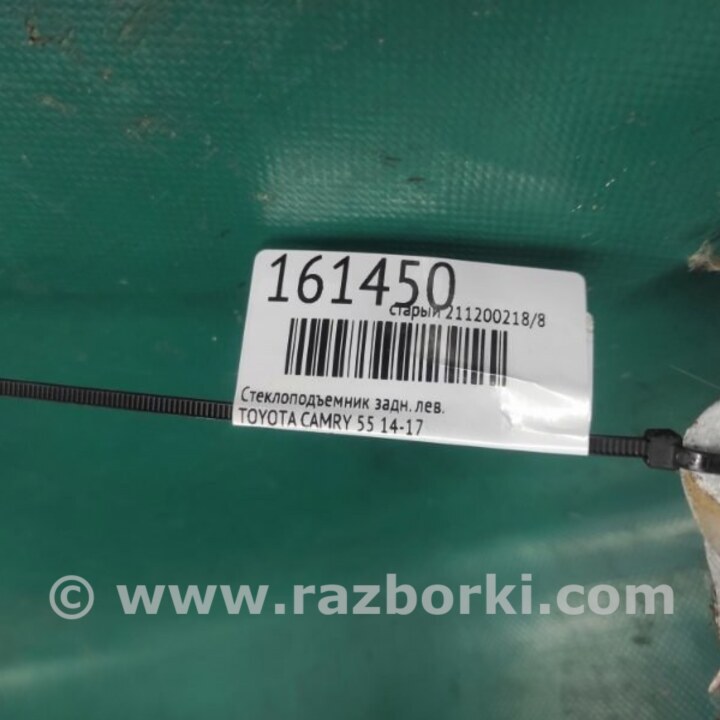 161450
старый 211200218/8
Стеклоподъемник задн. лев.
TOYOTA CAMRY 55 14-17
© www.razborki.com